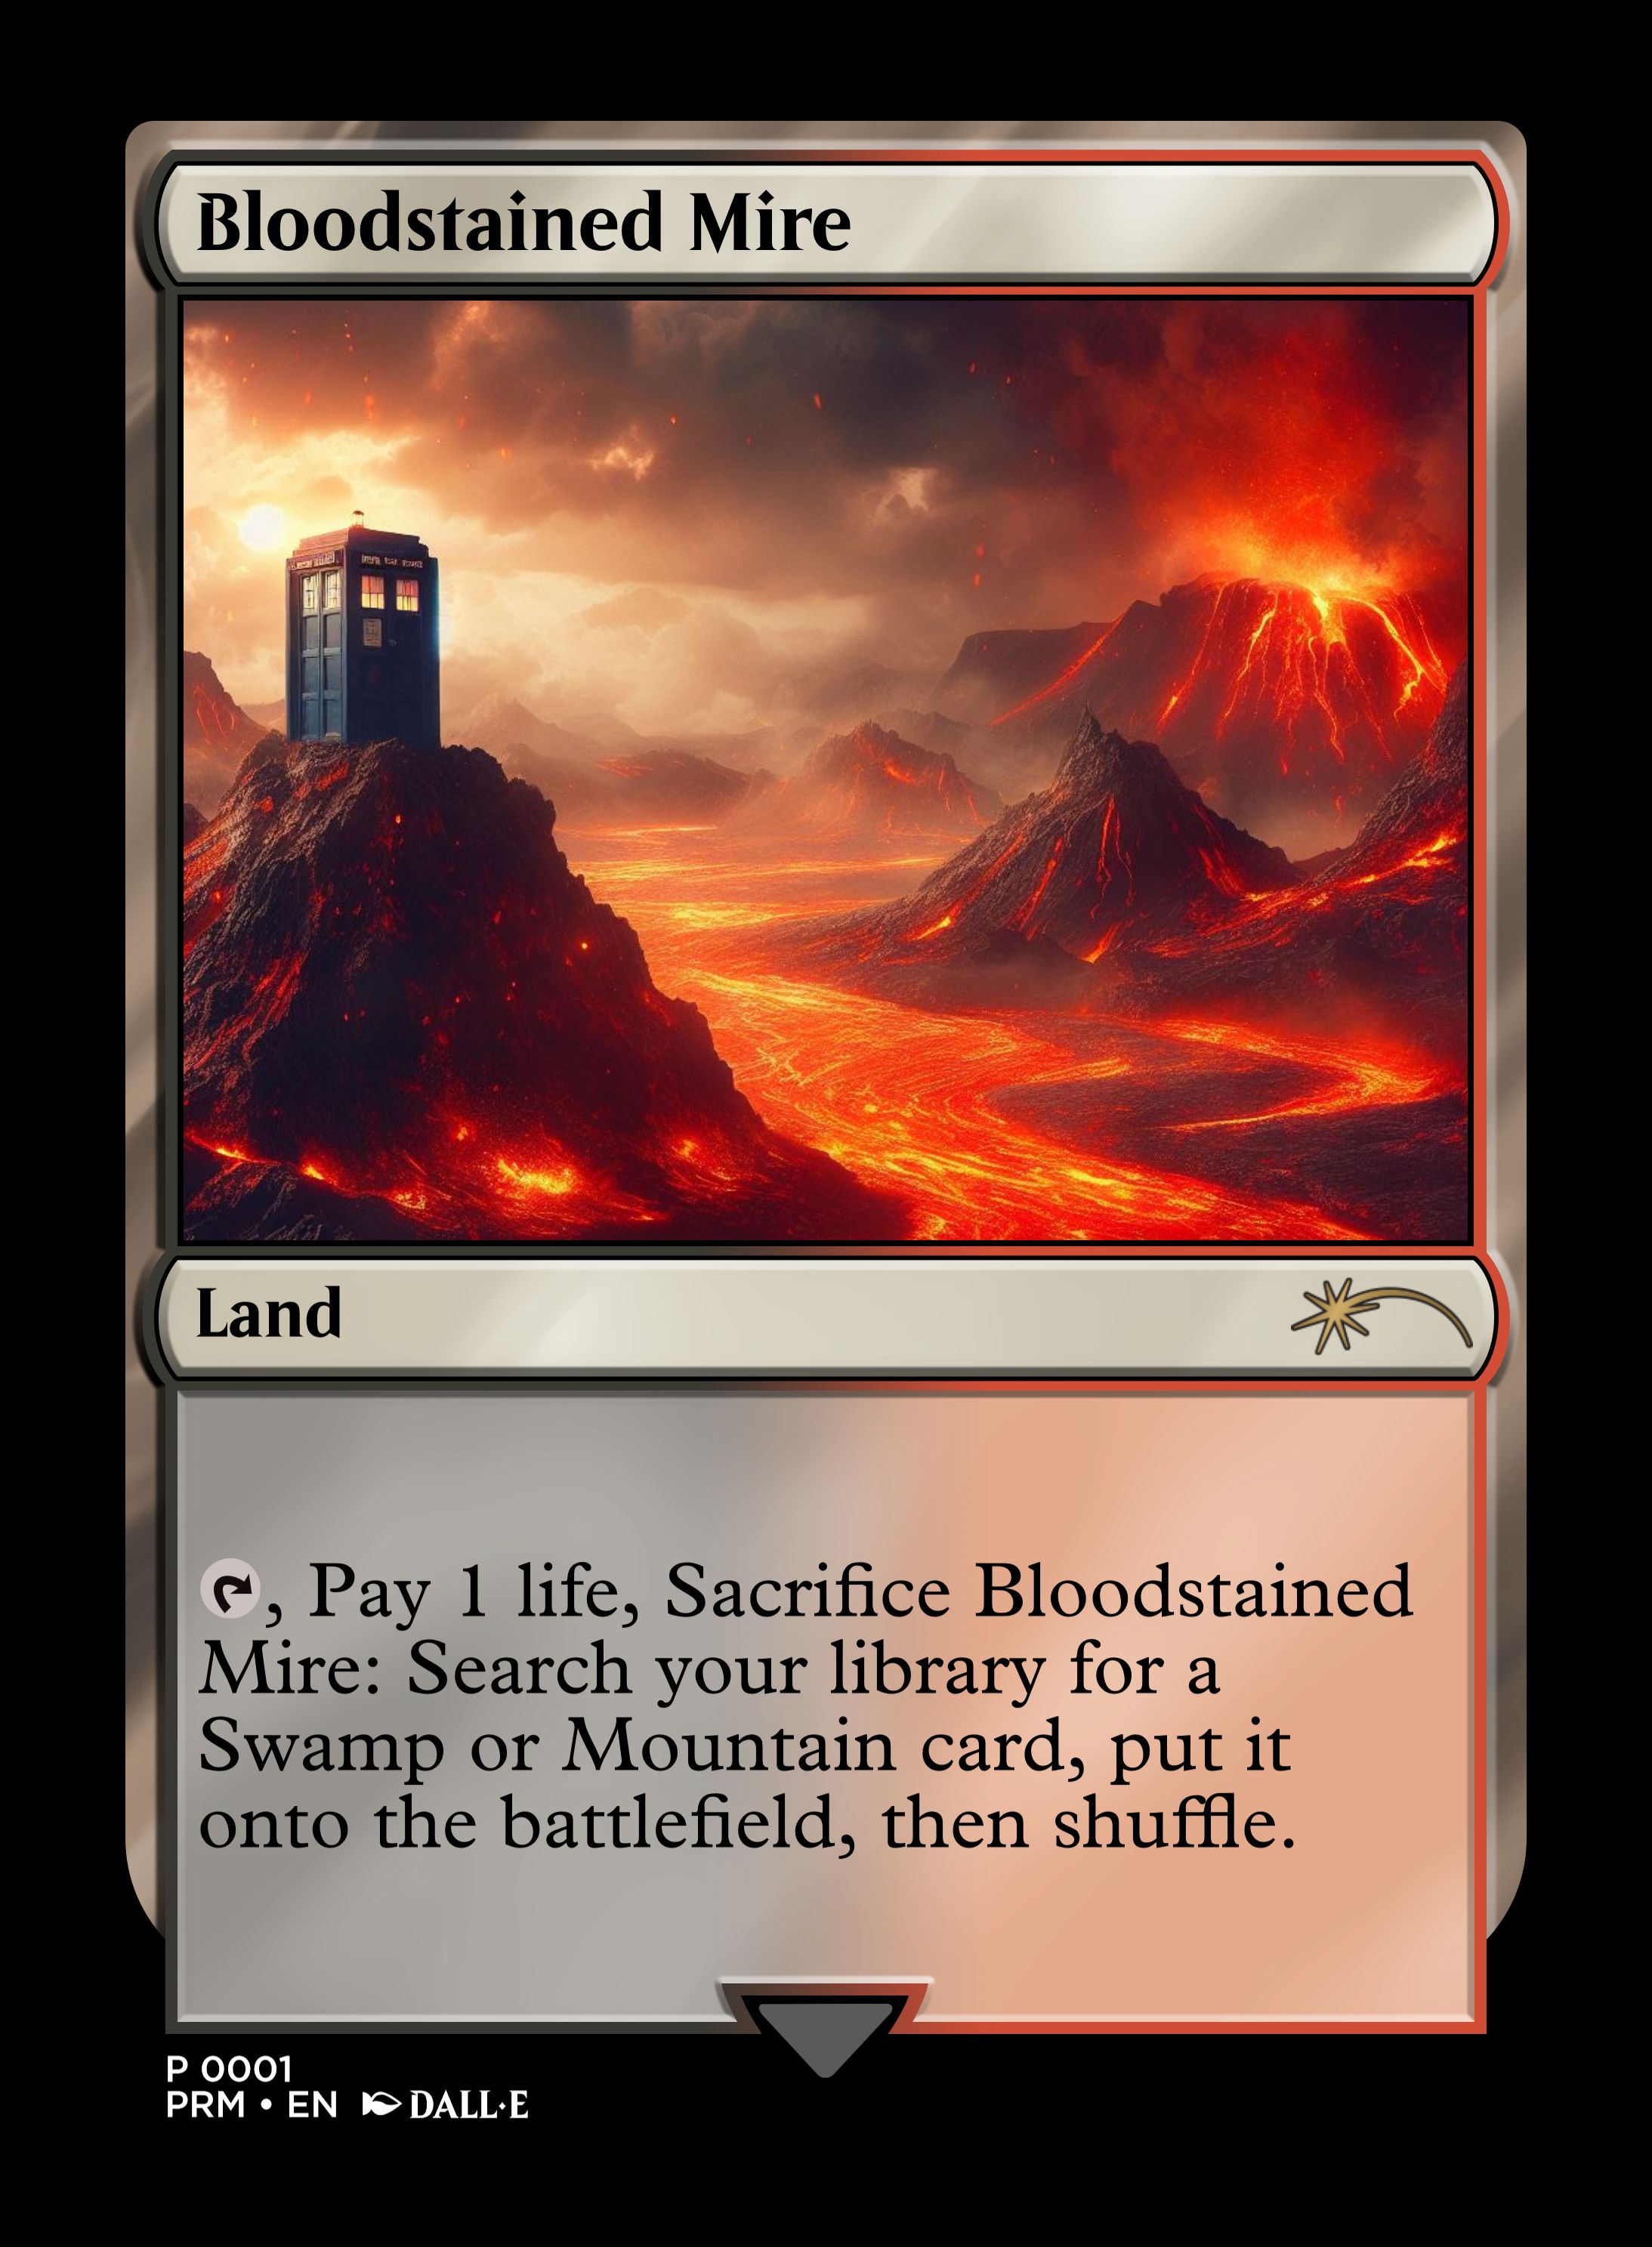 Bloodstained Mire
Land
, Pay 1 life, Sacrifice Bloodstained
Mire: Search your library for a
Swamp or Mountain card, put it
onto the battlefield, then shuffle.
P 0001
PRM • EN DALL·E